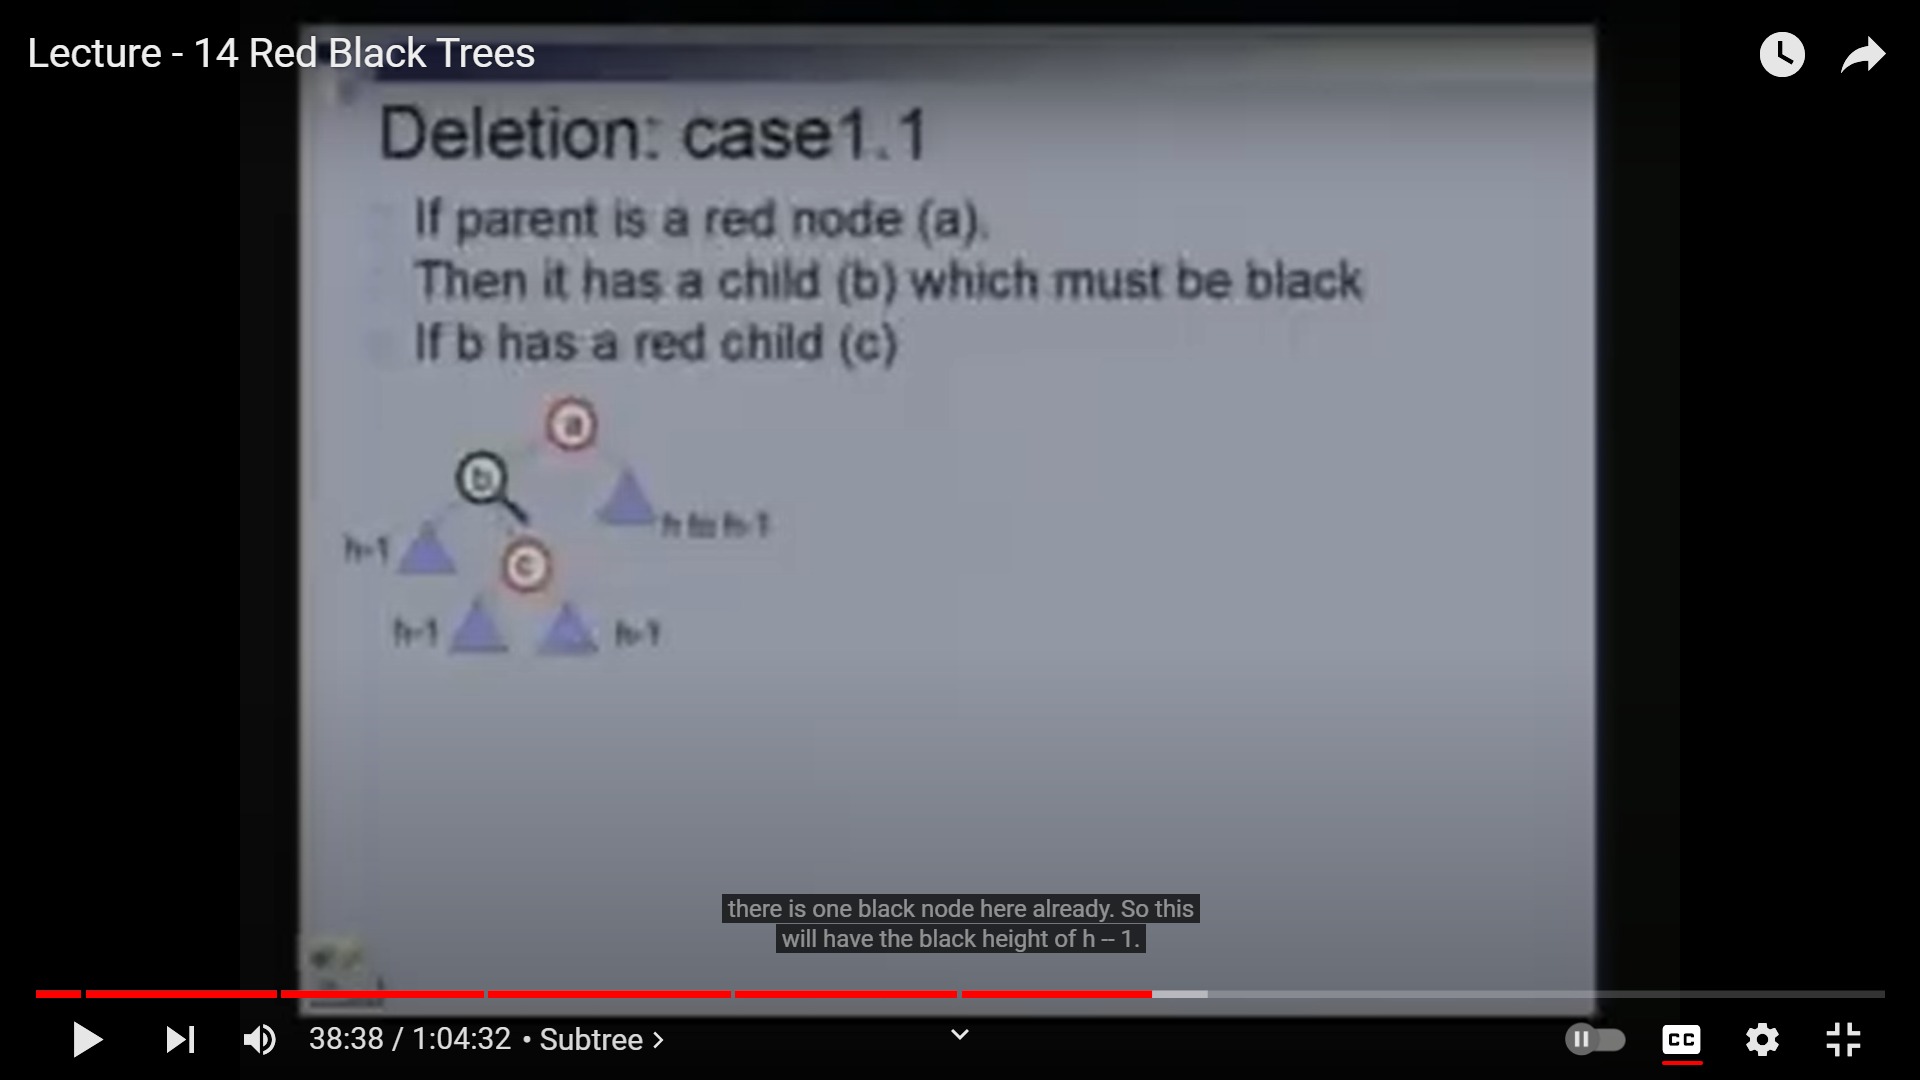 Lecture - 14 Red Black Trees
Deletion: case1.1
If parent is a red node (a).
Then it has a child (b) which must be black
If b has a red child (c)
a
b
h to h-1
h-1
c
h-1
h-1
there is one black node here already. So this
will have the black height of h – 1.
38:38 / 1:04:32 • Subtree >
CC